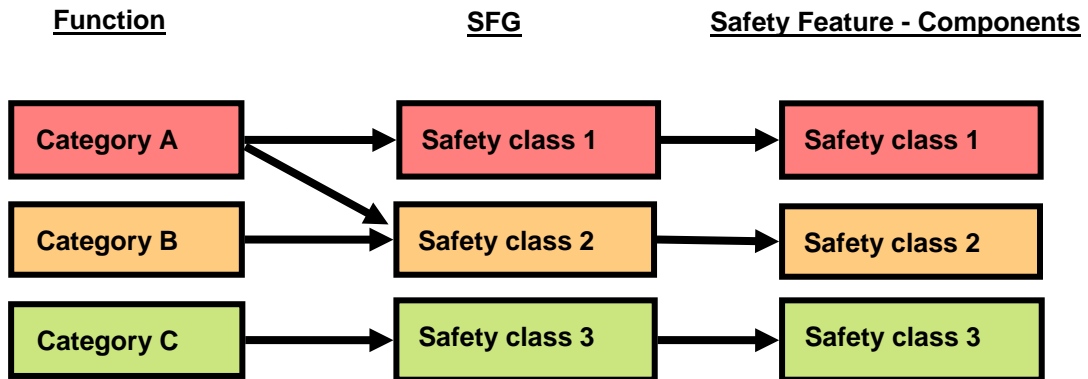 Function
SFG
Safety Feature - Components
Category A
Safety class 1
Safety class 1
Category B
Safety class 2
Safety class 2
Category C
Safety class 3
Safety class 3